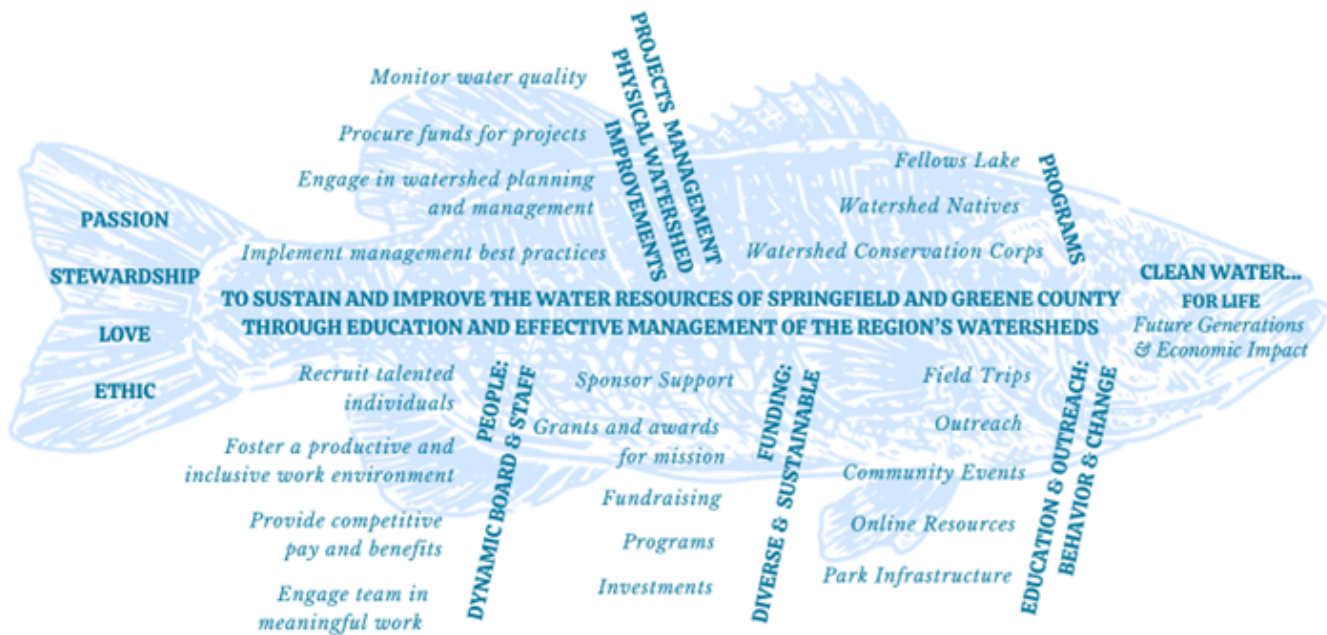 PASSION
STEWARDSHIP
LOVE
ETHIC
Monitor water quality
Procure funds for projects
Engage in watershed planning
and management
Implement management best practices
PROJECTS MANAGEMENT
PHYSICAL WATERSHED
IMPROVEMENTS
Fellows Lake
Watershed Natives
Watershed Conservation Corps
PROGRAMS
TO SUSTAIN AND IMPROVE THE WATER RESOURCES OF SPRINGFIELD AND GREENE COUNTY
THROUGH EDUCATION AND EFFECTIVE MANAGEMENT OF THE REGION'S WATERSHEDS
CLEAN WATER...
FOR LIFE
Future Generations
& Economic Impact
Recruit talented
individuals
Foster a productive and
inclusive work environment
Provide competitive
pay and benefits
Engage team in
meaningful work
PEOPLE:
DYNAMIC BOARD & STAFF
Sponsor Support
Grants and awards
for mission
Fundraising
Programs
Investments
FUNDING:
DIVERSE & SUSTAINABLE
Field Trips
Outreach
Community Events
Online Resources
Park Infrastructure
EDUCATION & OUTREACH:
BEHAVIOR & CHANGE